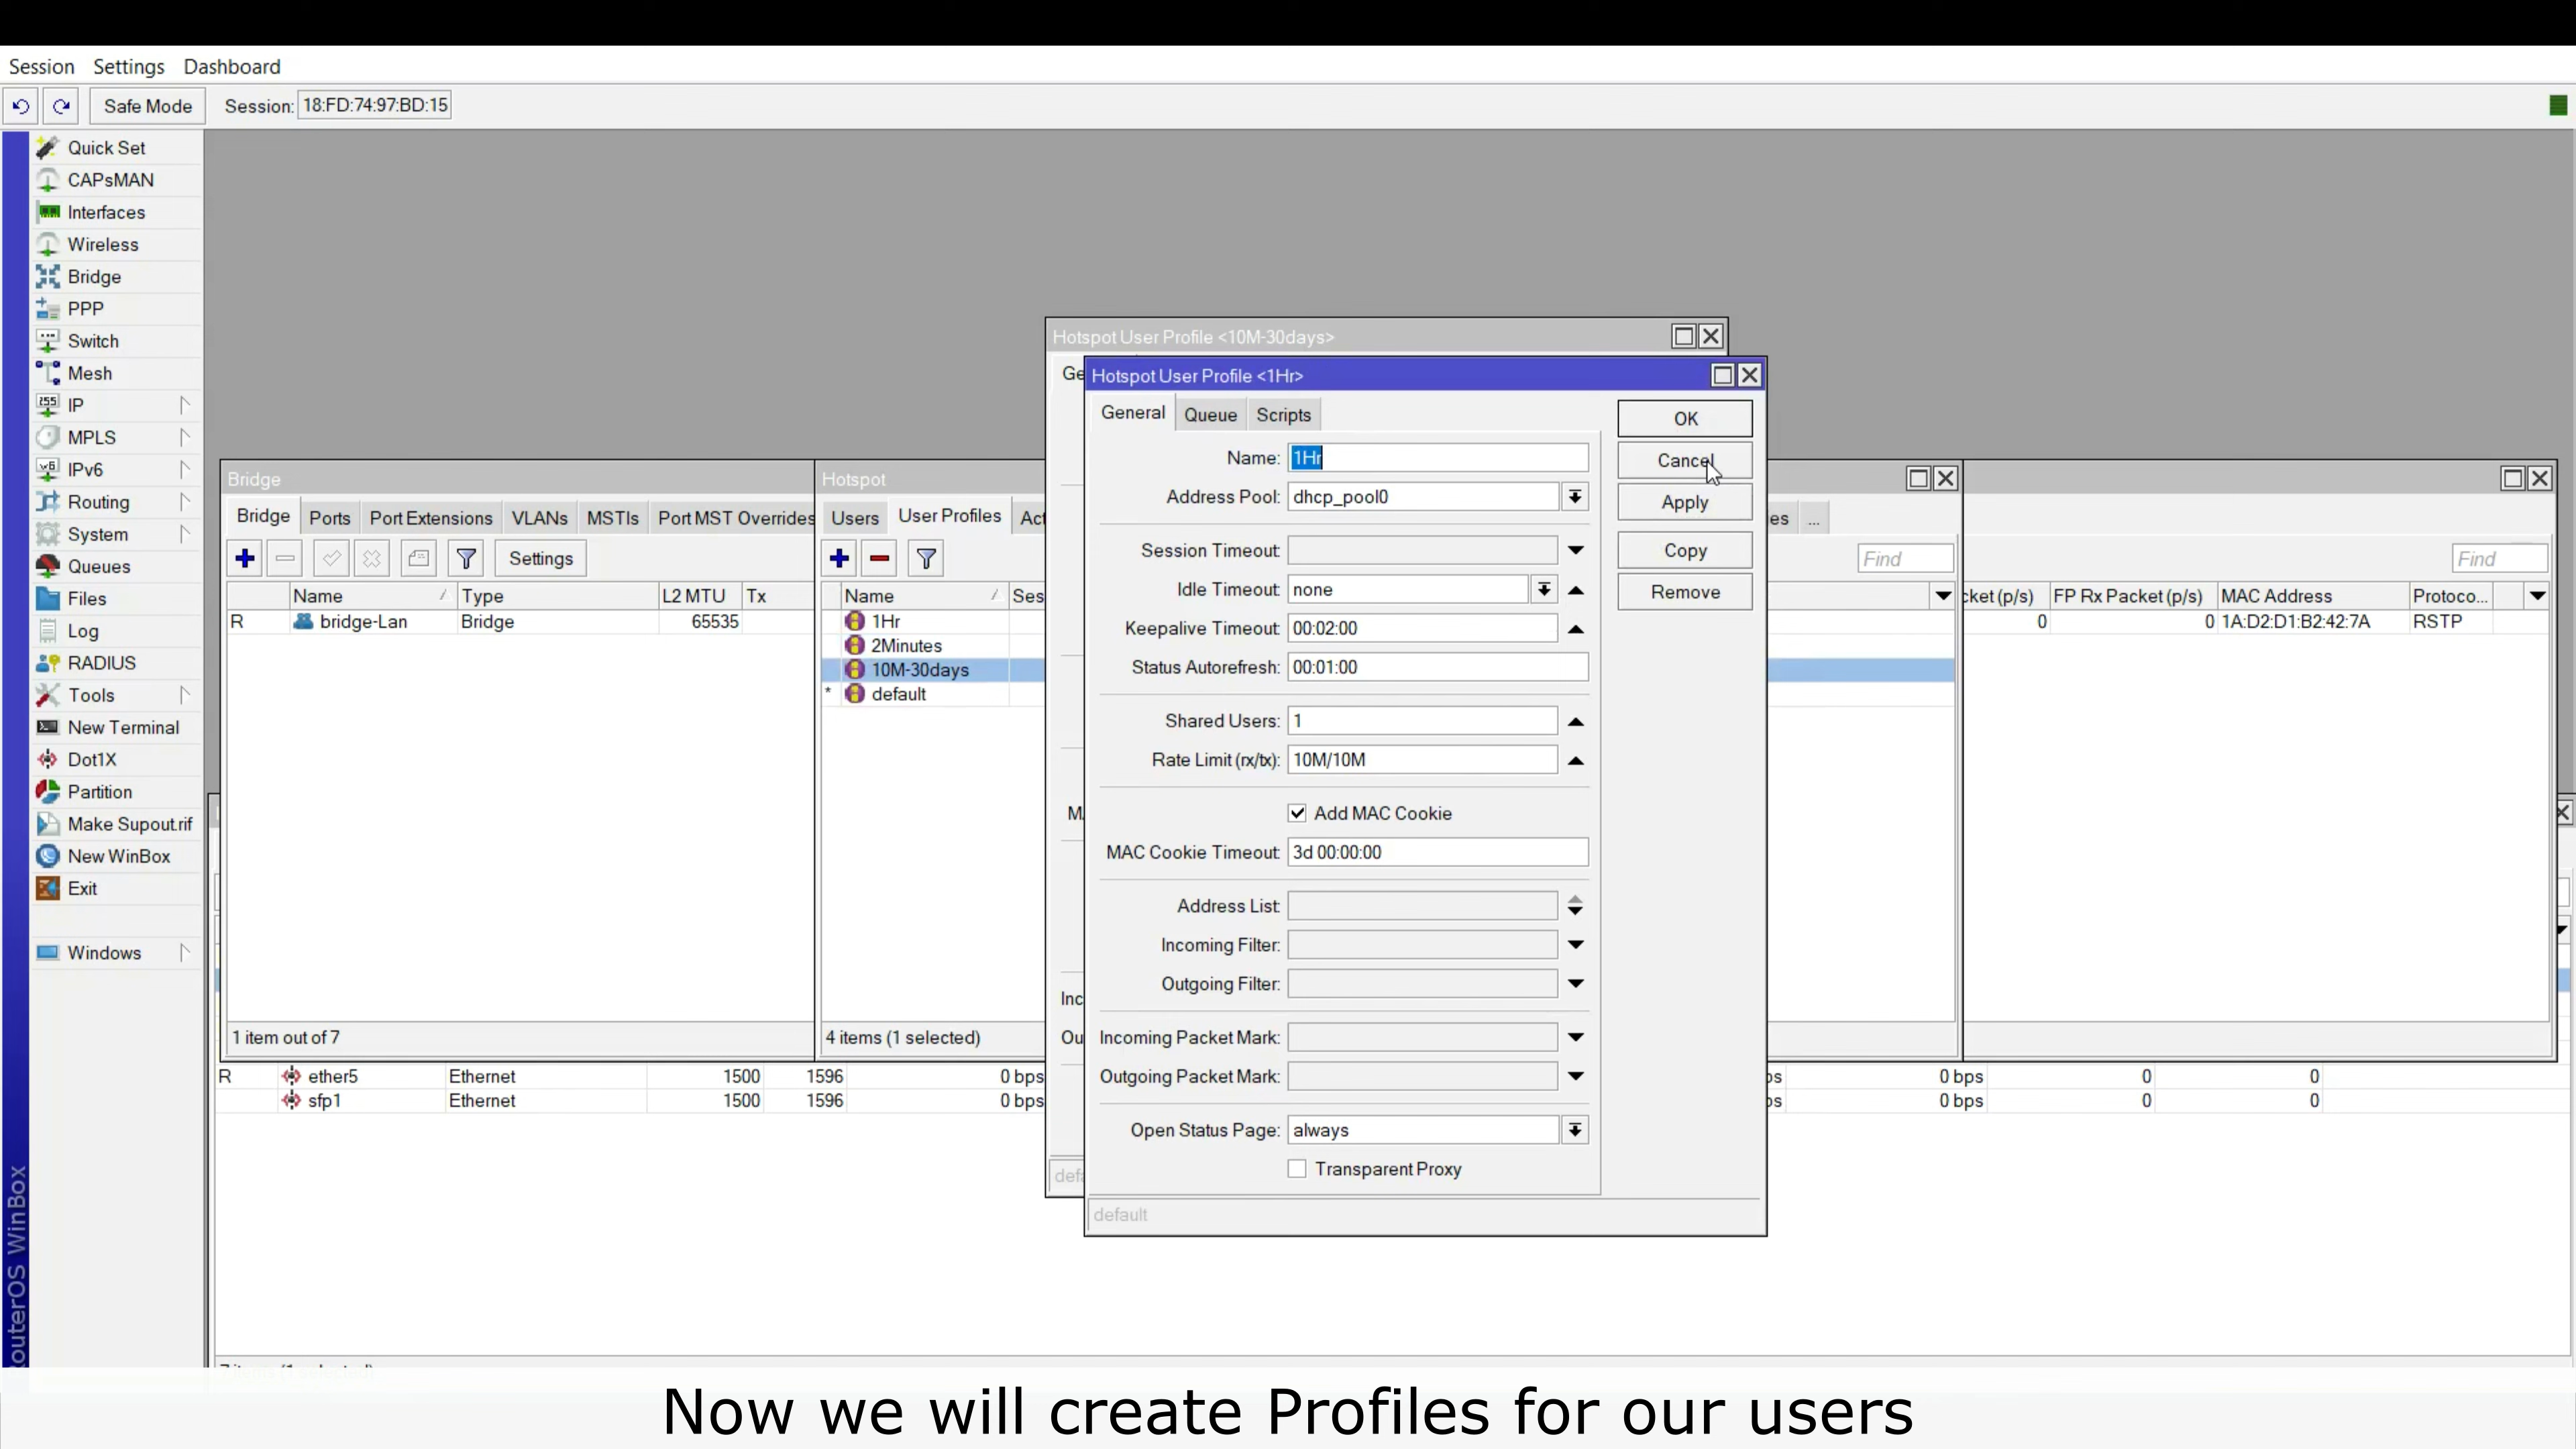 Session Settings Dashboard
Safe Mode Session: 18:FD:74:97:BD:15
Quick Set
CAPsMAN
Interfaces
Wireless
Bridge
PPP
Switch
Mesh
IP
MPLS
IPv6
Routing
System
Queues
Files
Log
RADIUS
Tools
New Terminal
Dot1X
Partition
Make Supout.rif
New WinBox
Exit
Windows
RouterOS WinBox
Bridge
Bridge Ports Port Extensions VLANs MSTIs Port MST Overrides
Settings
Name Type L2 MTU Tx
R bridge-Lan Bridge 65535
1 item out of 7
Hotspot
Users User Profiles
Find
Name Ses
1Hr
2Minutes
10M-30days
* default
4 items (1 selected)
Find
cket (p/s) FP Rx Packet (p/s) MAC Address Protoco...
0 0 1A:D2:D1:B2:42:7A RSTP
R ether5 Ethernet 1500 1596 0 bps 0 bps 0 0
sfp1 Ethernet 1500 1596 0 bps 0 bps 0 0
Hotspot User Profile <10M-30days>
Hotspot User Profile <1Hr>
General Queue Scripts
Name: 1Hr
Address Pool: dhcp_pool0
Session Timeout:
Idle Timeout: none
Keepalive Timeout: 00:02:00
Status Autorefresh: 00:01:00
Shared Users: 1
Rate Limit (rx/tx): 10M/10M
Add MAC Cookie
MAC Cookie Timeout: 3d 00:00:00
Address List:
Incoming Filter:
Outgoing Filter:
Incoming Packet Mark:
Outgoing Packet Mark:
Open Status Page: always
Transparent Proxy
default
OK
Cancel
Apply
Copy
Remove
Now we will create Profiles for our users